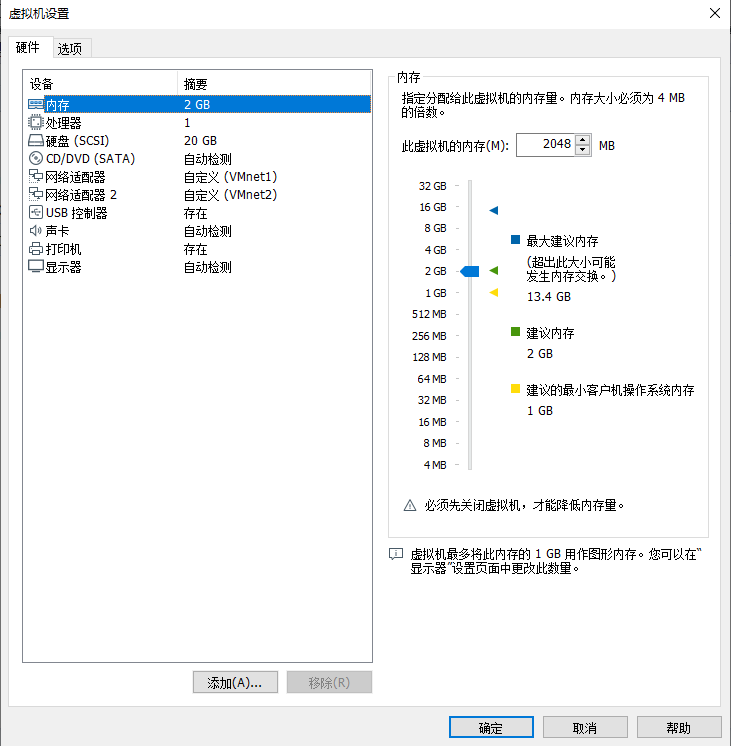 虚拟机设置
硬件 选项
设备 摘要
内存 2 GB
处理器 1
硬盘 (SCSI) 20 GB
CD/DVD (SATA) 自动检测
网络适配器 自定义 (VMnet1)
网络适配器 2 自定义 (VMnet2)
USB 控制器 存在
声卡 自动检测
打印机 存在
显示器 自动检测
添加(A)... 移除(R)
内存
指定分配给此虚拟机的内存量。内存大小必须为 4 MB
的倍数。
此虚拟机的内存(M): 2048 MB
32 GB
16 GB
8 GB
4 GB
2 GB
1 GB
512 MB
256 MB
128 MB
64 MB
32 MB
16 MB
8 MB
4 MB
最大建议内存
(超出此大小可能
发生内存交换。)
13.4 GB
建议内存
2 GB
建议的最小客户机操作系统内存
1 GB
必须先关闭虚拟机，才能降低内存量。
虚拟机最多将此内存的 1 GB 用作图形内存。您可以在“
显示器”设置页面中更改此数量。
确定 取消 帮助